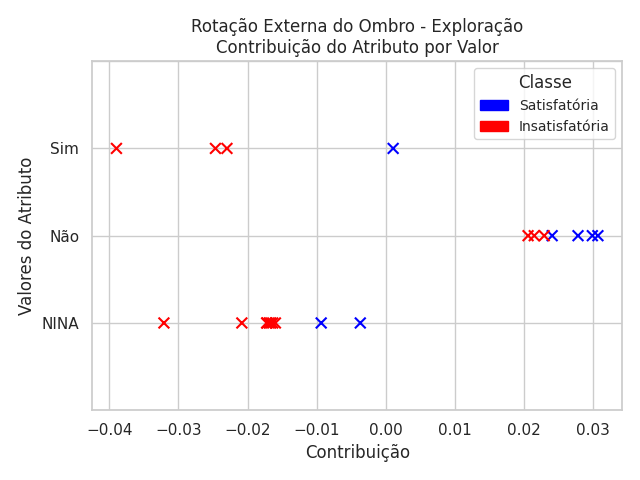 Rotação Externa do Ombro - Exploração
Contribuição do Atributo por Valor
Classe
Satisfatória
Insatisfatória
Valores do Atributo
Sim
Não
NINA
−0.04 −0.03 −0.02 −0.01 0.00 0.01 0.02 0.03
Contribuição